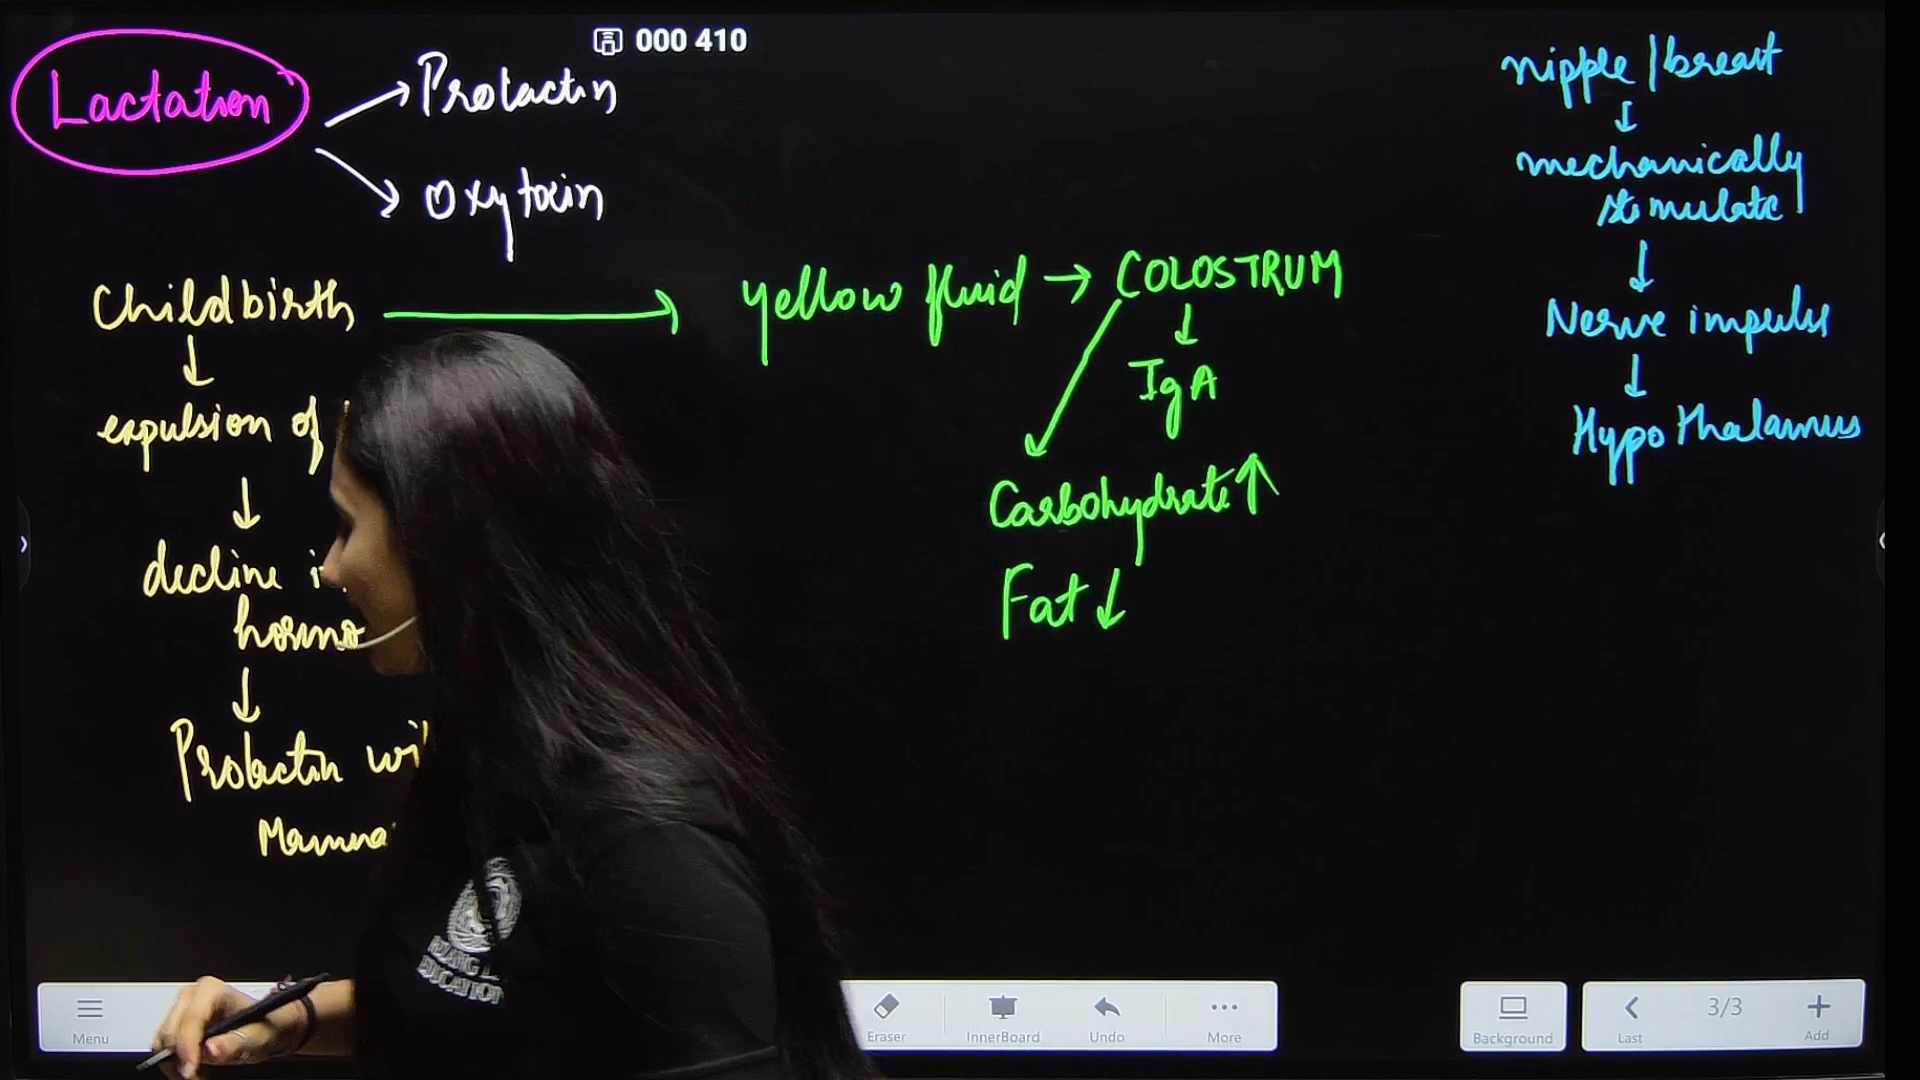 000 410
Lactation
Prolactin
Oxytocin
Childbirth
expulsion of
decline
hormo
Prolactin wi
Mamma
yellow fluid → COLOSTRUM
IgA
Carbohydrate ↑
Fat ↓
nipple / breast
mechanically
stimulate
Nerve impulse
Hypothalamus
EDUCATION
Menu
Eraser
InnerBoard
Undo
More
Background
Last
3/3
Add